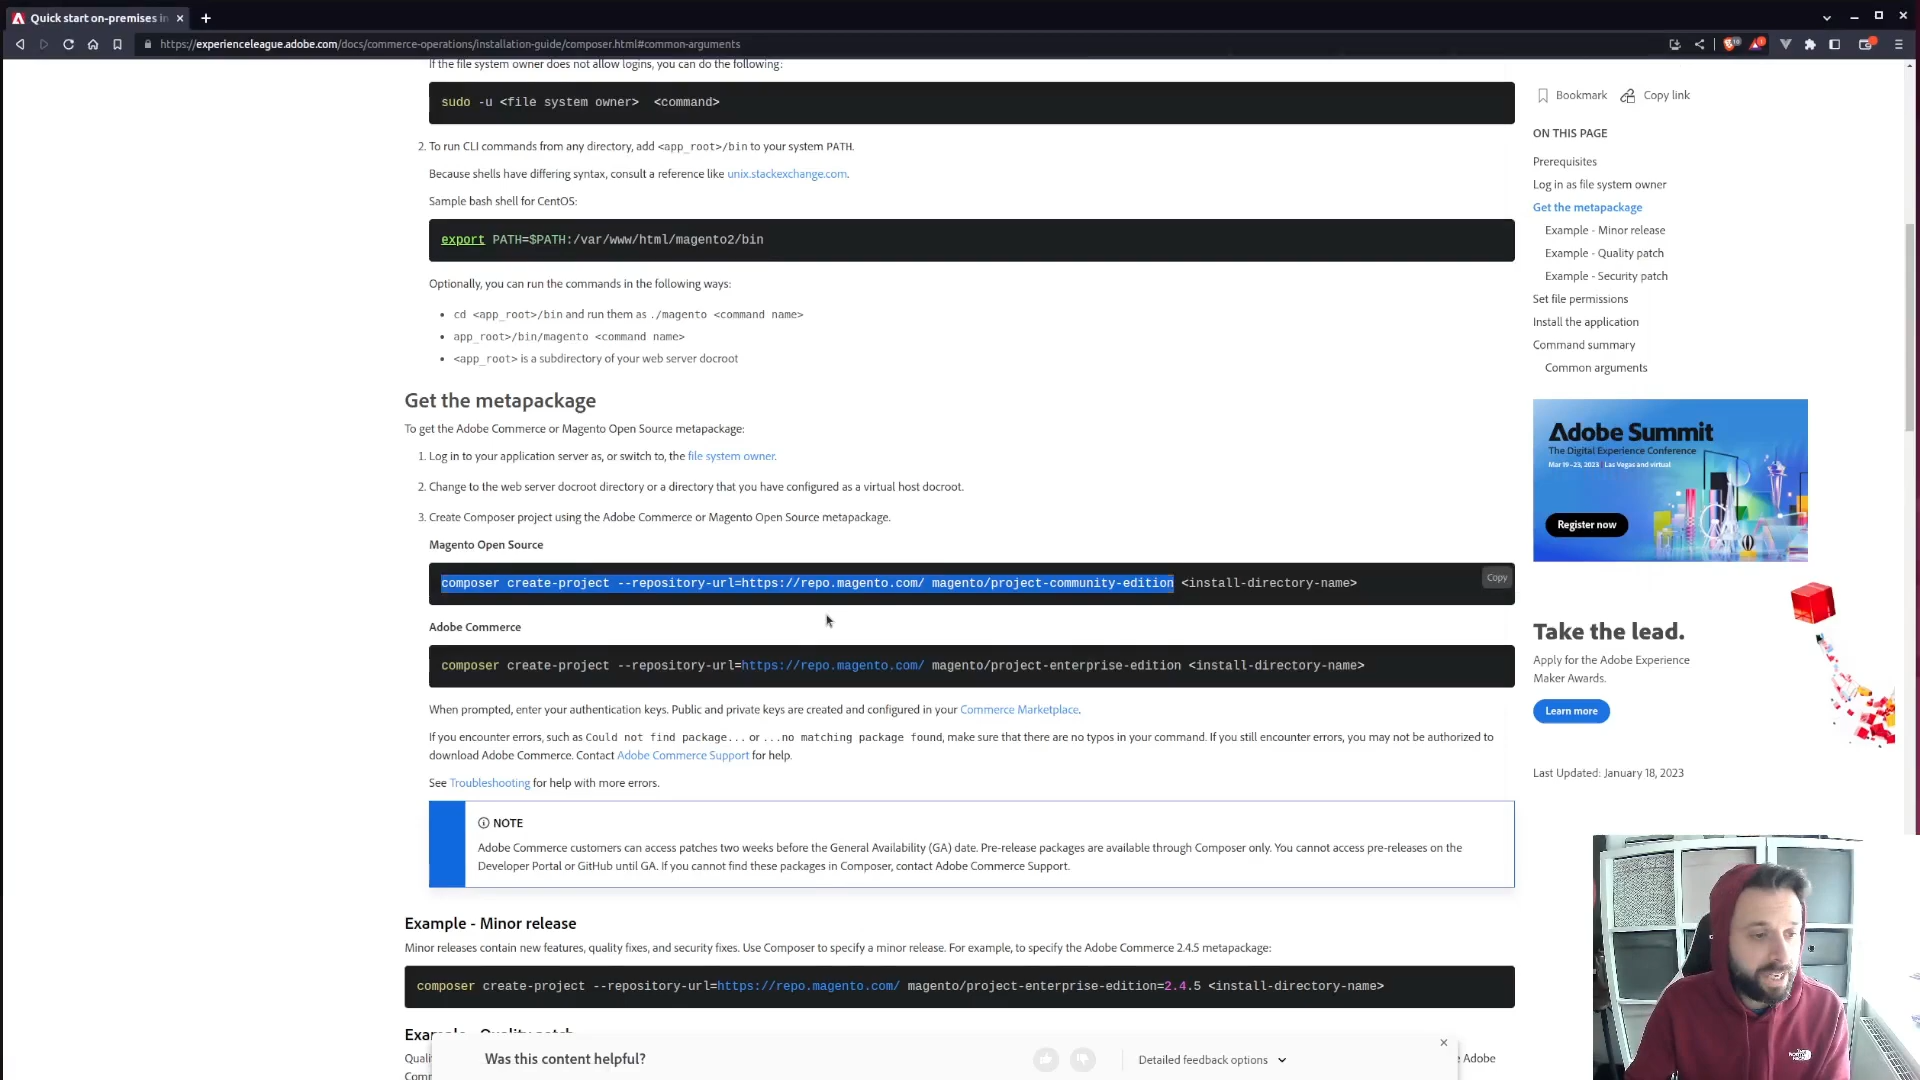 Quick start on-premises in
https://experienceleague.adobe.com/docs/commerce-operations/installation-guide/composer.html#common-arguments
If the file system owner does not allow logins, you can do the following:
sudo -u <file system owner> <command>
2. To run CLI commands from any directory, add <app_root>/bin to your system PATH.
Because shells have differing syntax, consult a reference like unix.stackexchange.com.
Sample bash shell for CentOS:
export PATH=$PATH:/var/www/html/magento2/bin
Optionally, you can run the commands in the following ways:
• cd <app_root>/bin and run them as ./magento <command name>
• app_root>/bin/magento <command name>
• <app_root> is a subdirectory of your web server docroot
Get the metapackage
To get the Adobe Commerce or Magento Open Source metapackage:
1. Log in to your application server as, or switch to, the file system owner.
2. Change to the web server docroot directory or a directory that you have configured as a virtual host docroot.
3. Create Composer project using the Adobe Commerce or Magento Open Source metapackage.
Magento Open Source
composer create-project --repository-url=https://repo.magento.com/ magento/project-community-edition <install-directory-name>
Copy
Adobe Commerce
composer create-project --repository-url=https://repo.magento.com/ magento/project-enterprise-edition <install-directory-name>
When prompted, enter your authentication keys. Public and private keys are created and configured in your Commerce Marketplace.
If you encounter errors, such as Could not find package... or ...no matching package found, make sure that there are no typos in your command. If you still encounter errors, you may not be authorized to
download Adobe Commerce. Contact Adobe Commerce Support for help.
See Troubleshooting for help with more errors.
NOTE
Adobe Commerce customers can access patches two weeks before the General Availability (GA) date. Pre-release packages are available through Composer only. You cannot access pre-releases on the
Developer Portal or GitHub until GA. If you cannot find these packages in Composer, contact Adobe Commerce Support.
Example - Minor release
Minor releases contain new features, quality fixes, and security fixes. Use Composer to specify a minor release. For example, to specify the Adobe Commerce 2.4.5 metapackage:
composer create-project --repository-url=https://repo.magento.com/ magento/project-enterprise-edition=2.4.5 <install-directory-name>
Example - Quality patch
Adobe
Was this content helpful?
Detailed feedback options
Bookmark
Copy link
ON THIS PAGE
Prerequisites
Log in as file system owner
Get the metapackage
Example - Minor release
Example - Quality patch
Example - Security patch
Set file permissions
Install the application
Command summary
Common arguments
Adobe Summit
The Digital Experience Conference
Mar 19–23, 2023 | Las Vegas and virtual
Register now
Take the lead.
Apply for the Adobe Experience
Maker Awards.
Learn more
Last Updated: January 18, 2023